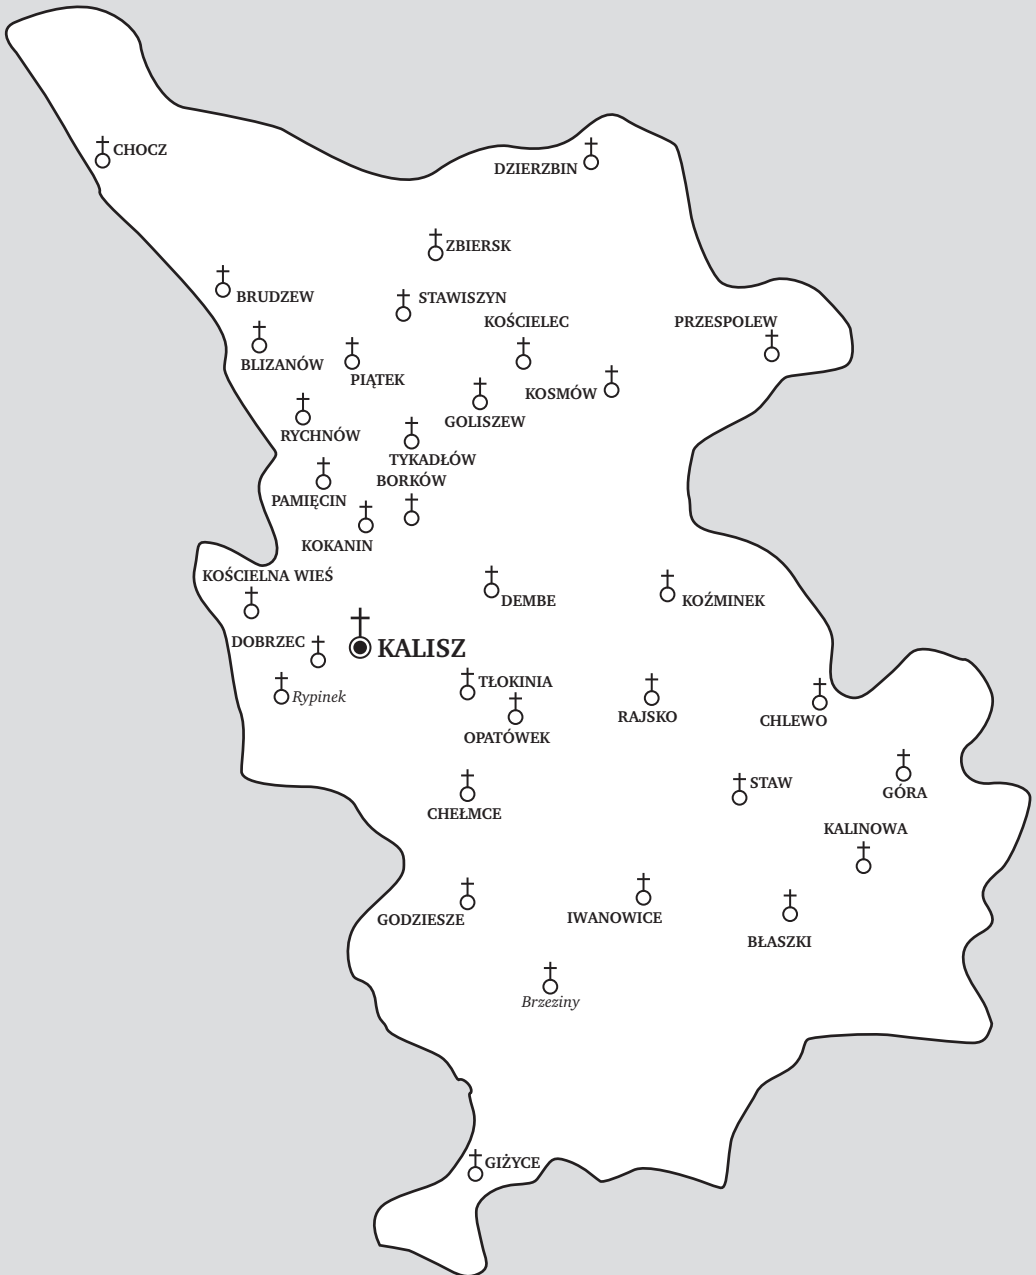 CHOCZ
DZIERZBIN
ZBIERSK
BRUDZEW
STAWISZYN
KOŚCIELEC
PRZESPOLEW
BLIZANÓW
PIĄTEK
KOSMÓW
GOLISZEW
RYCHNÓW
TYKADŁÓW
BORKÓW
PAMIĘCIN
KOKANIN
KOŚCIELNA WIEŚ
DEMBE
KOŹMINEK
DOBRZEC
KALISZ
TŁOKINIA
Rypinek
RAJSKO
CHLEWO
OPATÓWEK
STAW
GÓRA
CHEŁMCE
KALINOWA
GODZIESZE
IWANOWICE
BŁASZKI
Brzeziny
GIŻYCE